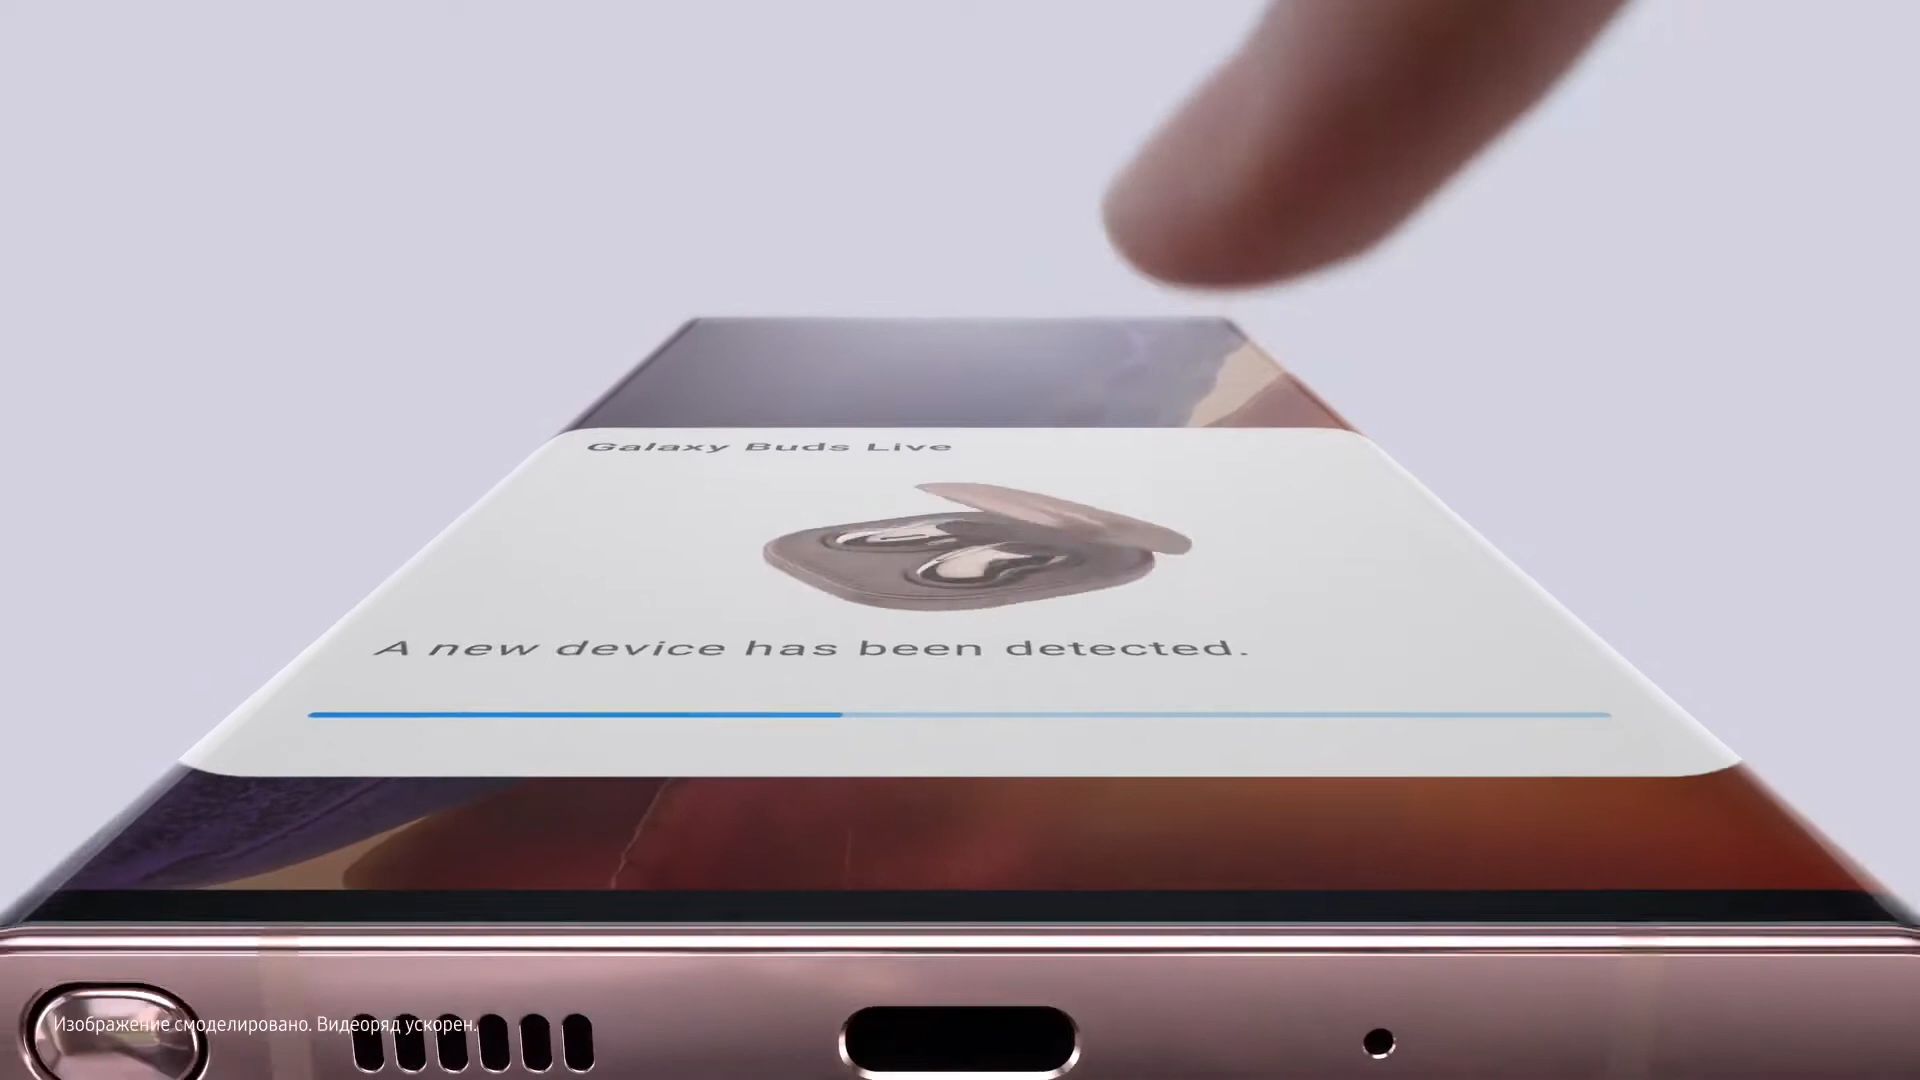 Galaxy Buds Live
A new device has been detected.
Изображение смоделировано. Видеоряд ускорен.